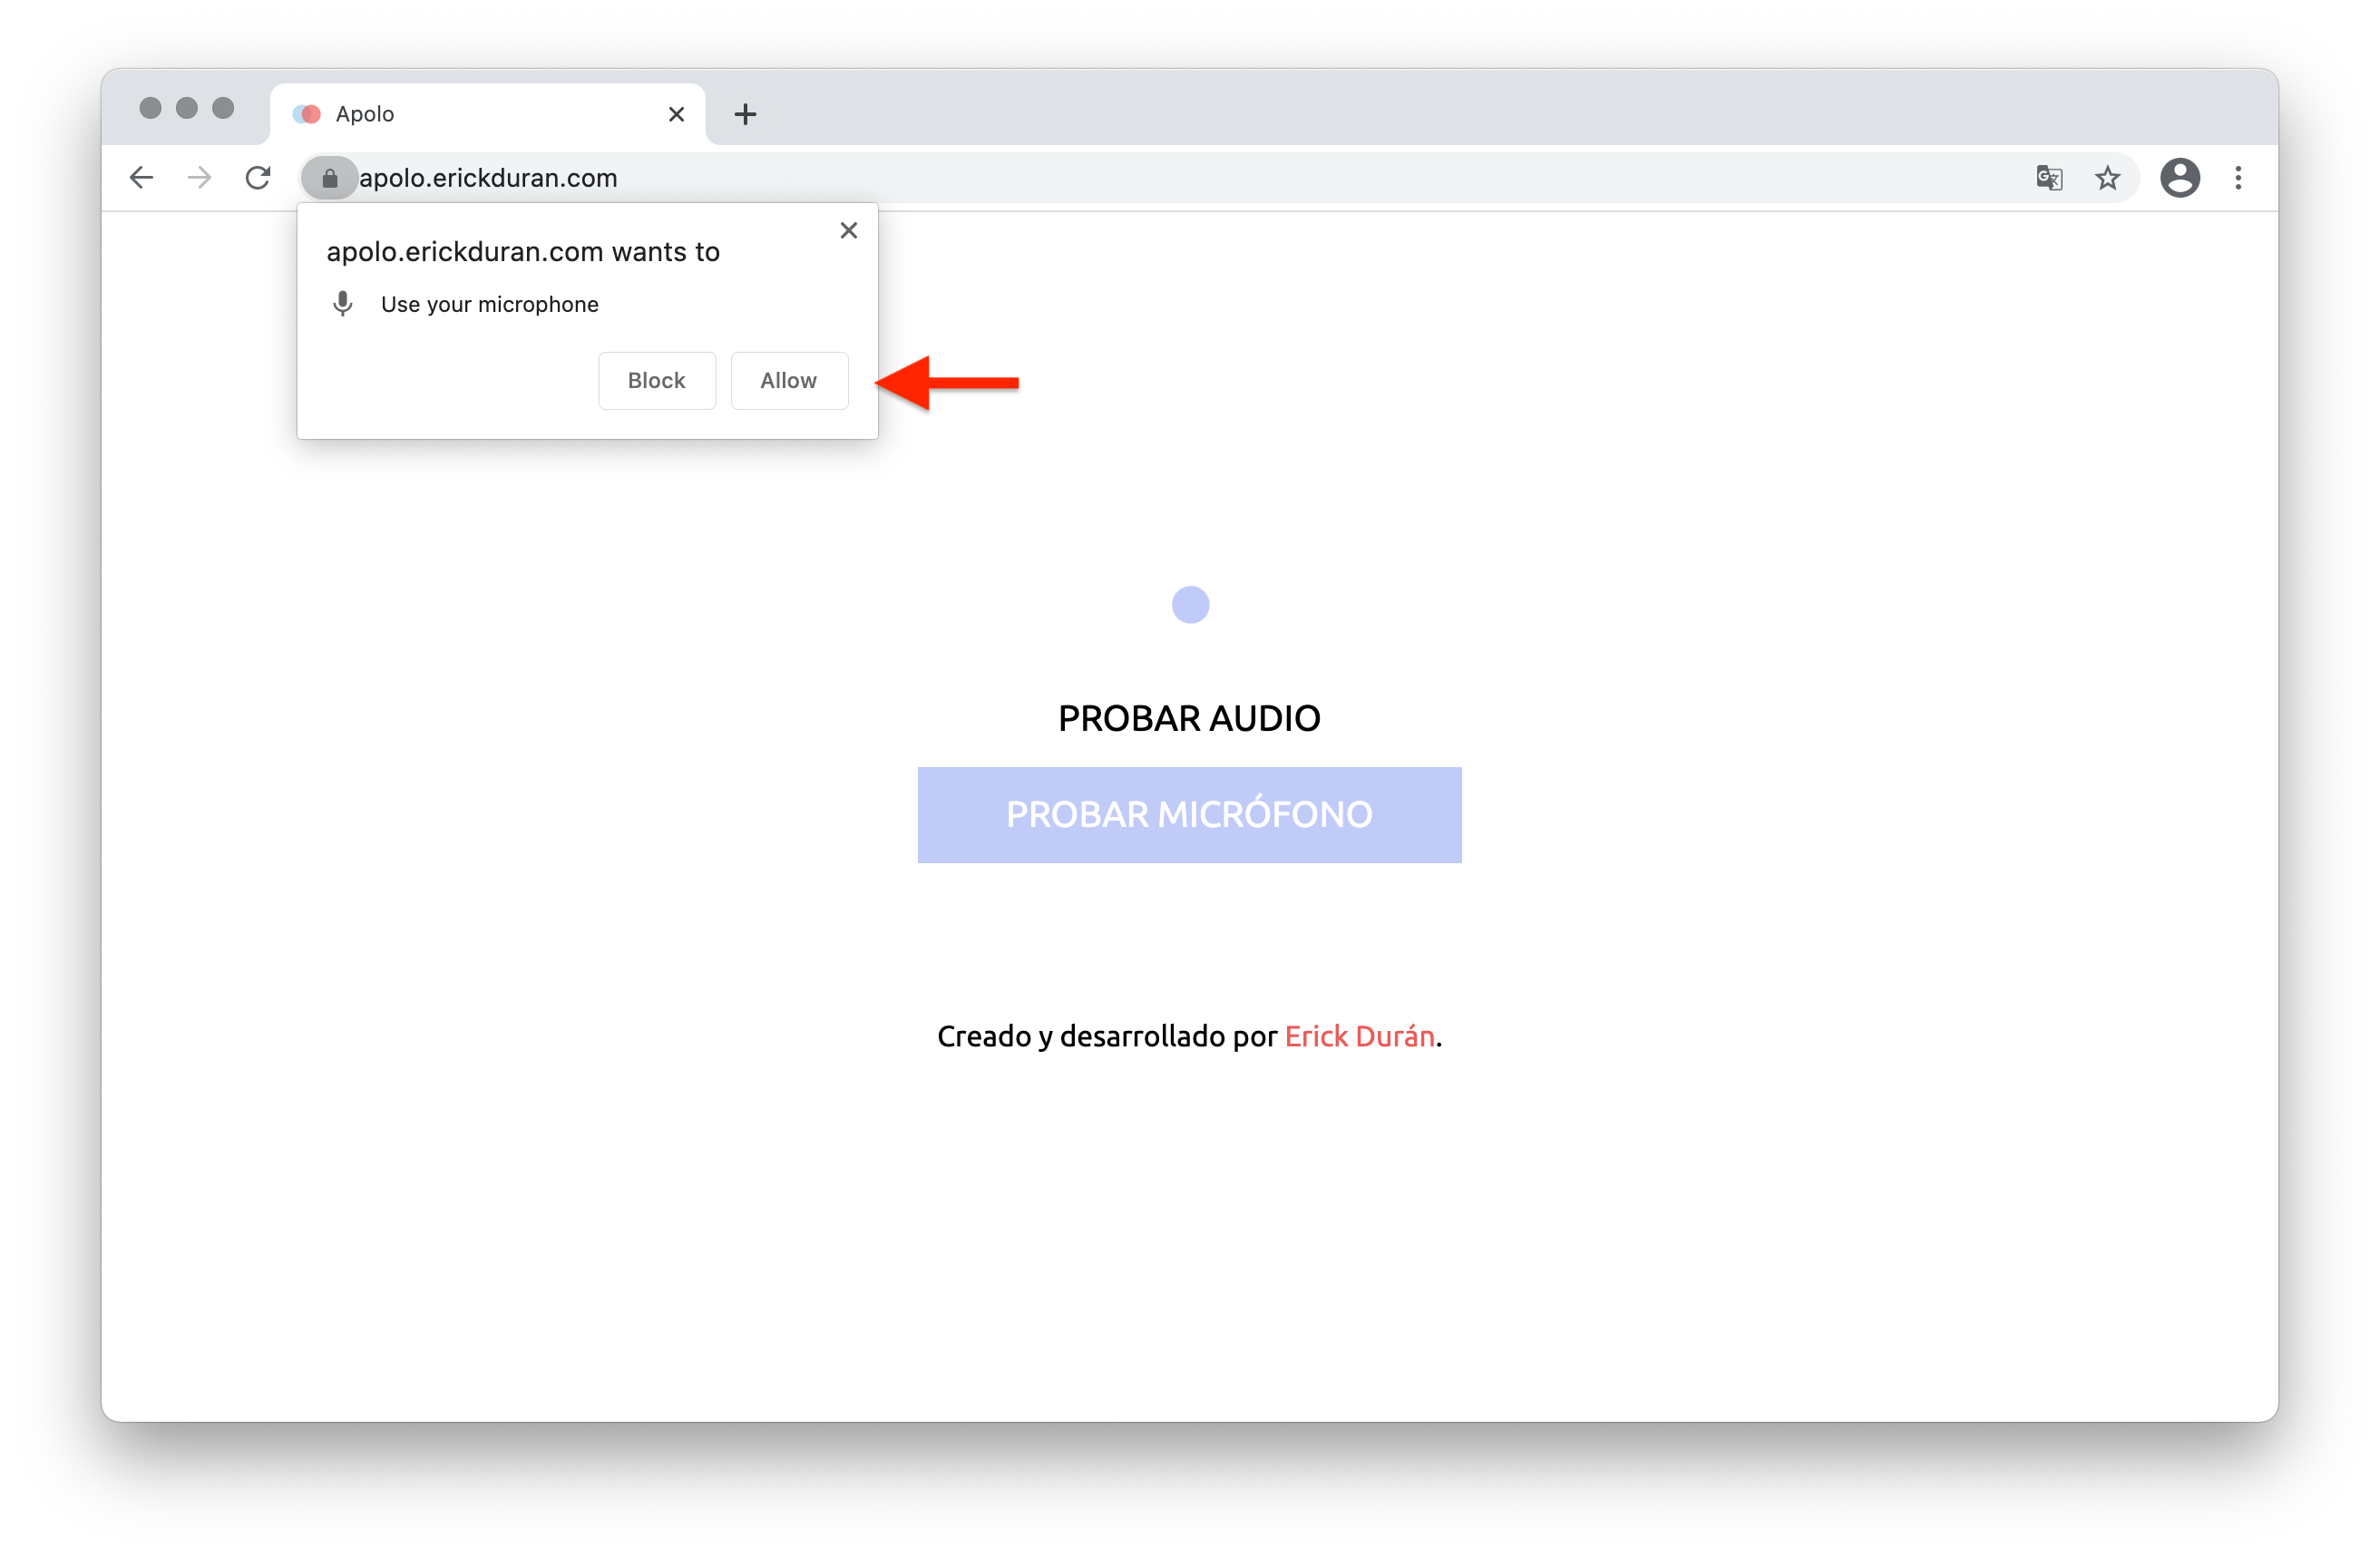 Apolo
apolo.erickduran.com
apolo.erickduran.com wants to
Use your microphone
Block Allow
PROBAR AUDIO
PROBAR MICRÓFONO
Creado y desarrollado por Erick Durán.